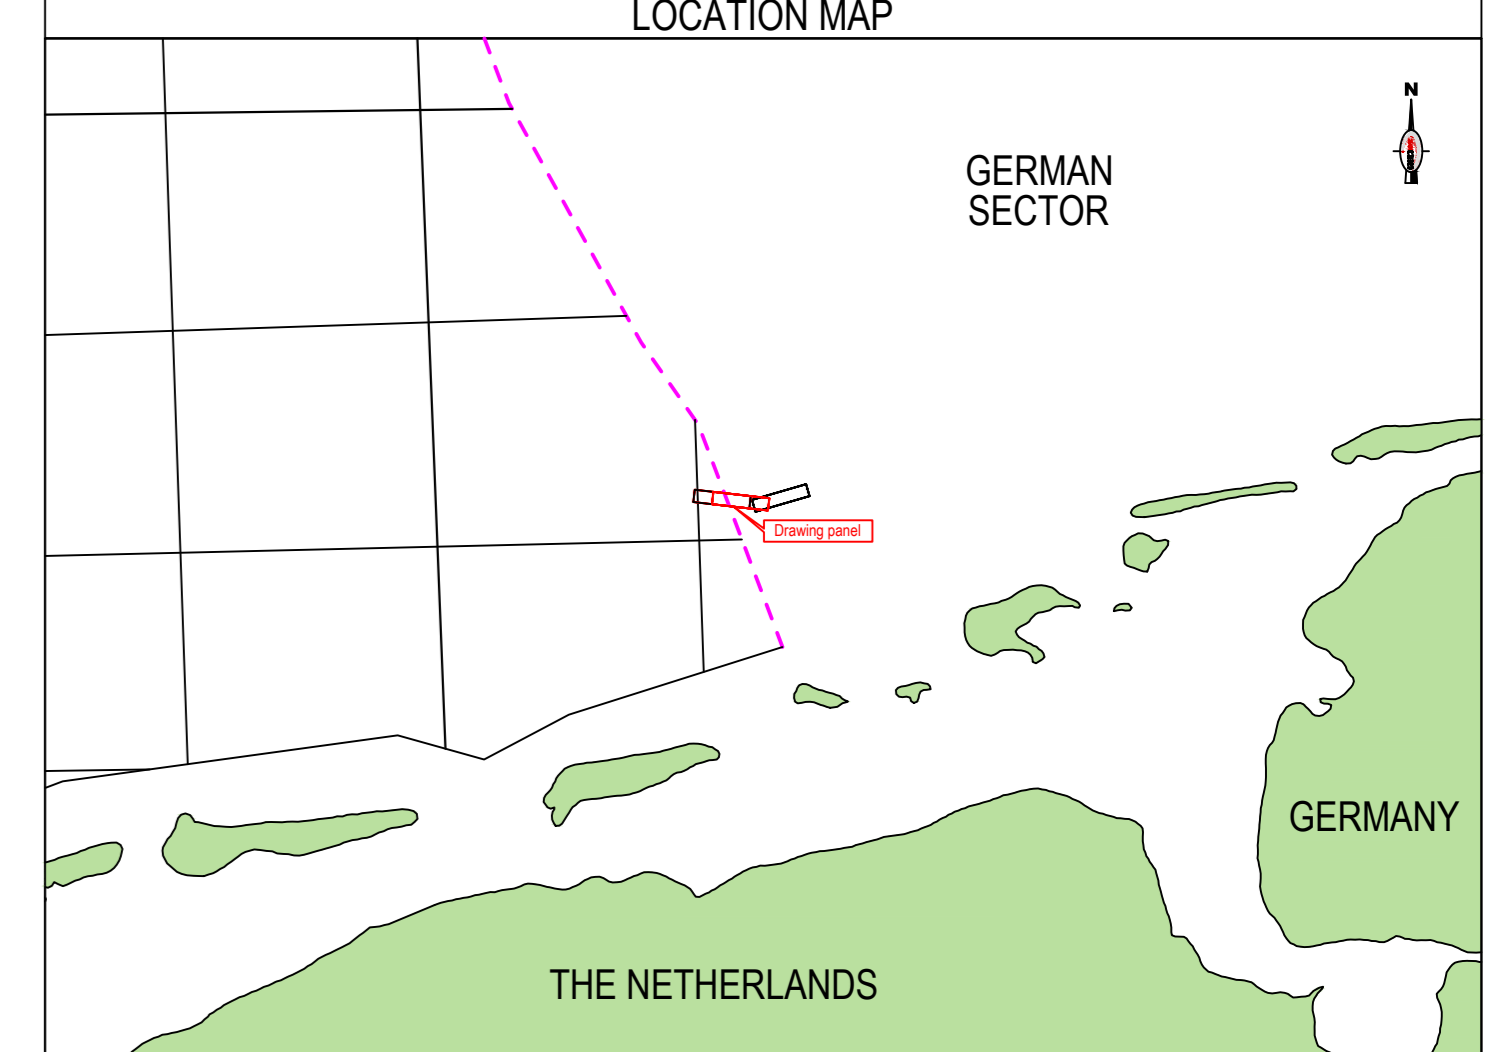 LOCATION MAP
N
GERMAN
SECTOR
Drawing panel
GERMANY
THE NETHERLANDS